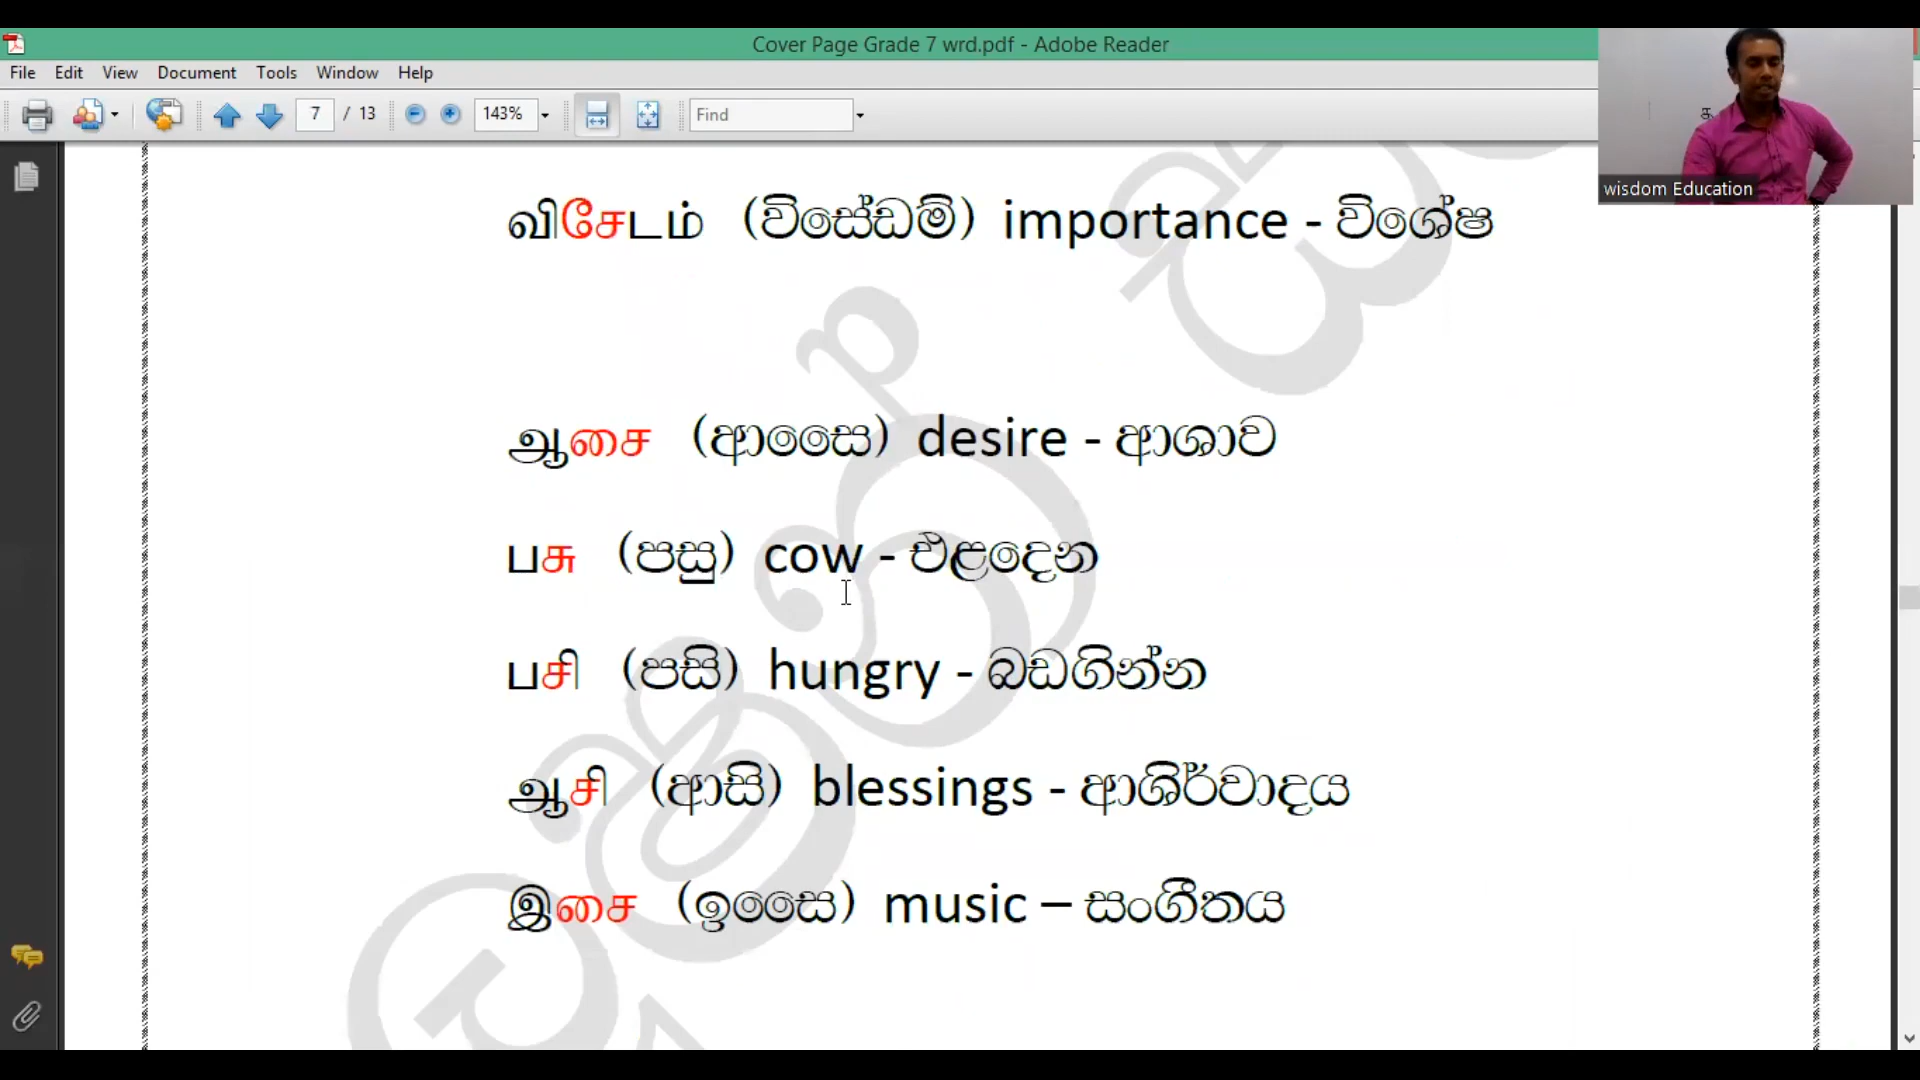 Cover Page Grade 7 wrd.pdf - Adobe Reader
File Edit View Document Tools Window Help
7 / 13 143% Find
க
wisdom Education
விசேடம் (විසේඩම්) importance - විශේෂ
ஆசை (ආසෛ) desire - ආශාව
பசு (පසු) cow - එළදෙන
பசி (පසි) hungry - බඩගින්න
ஆசி (ආසි) blessings - ආශිර්වාදය
இசை (ඉසෛ) music – සංගීතය